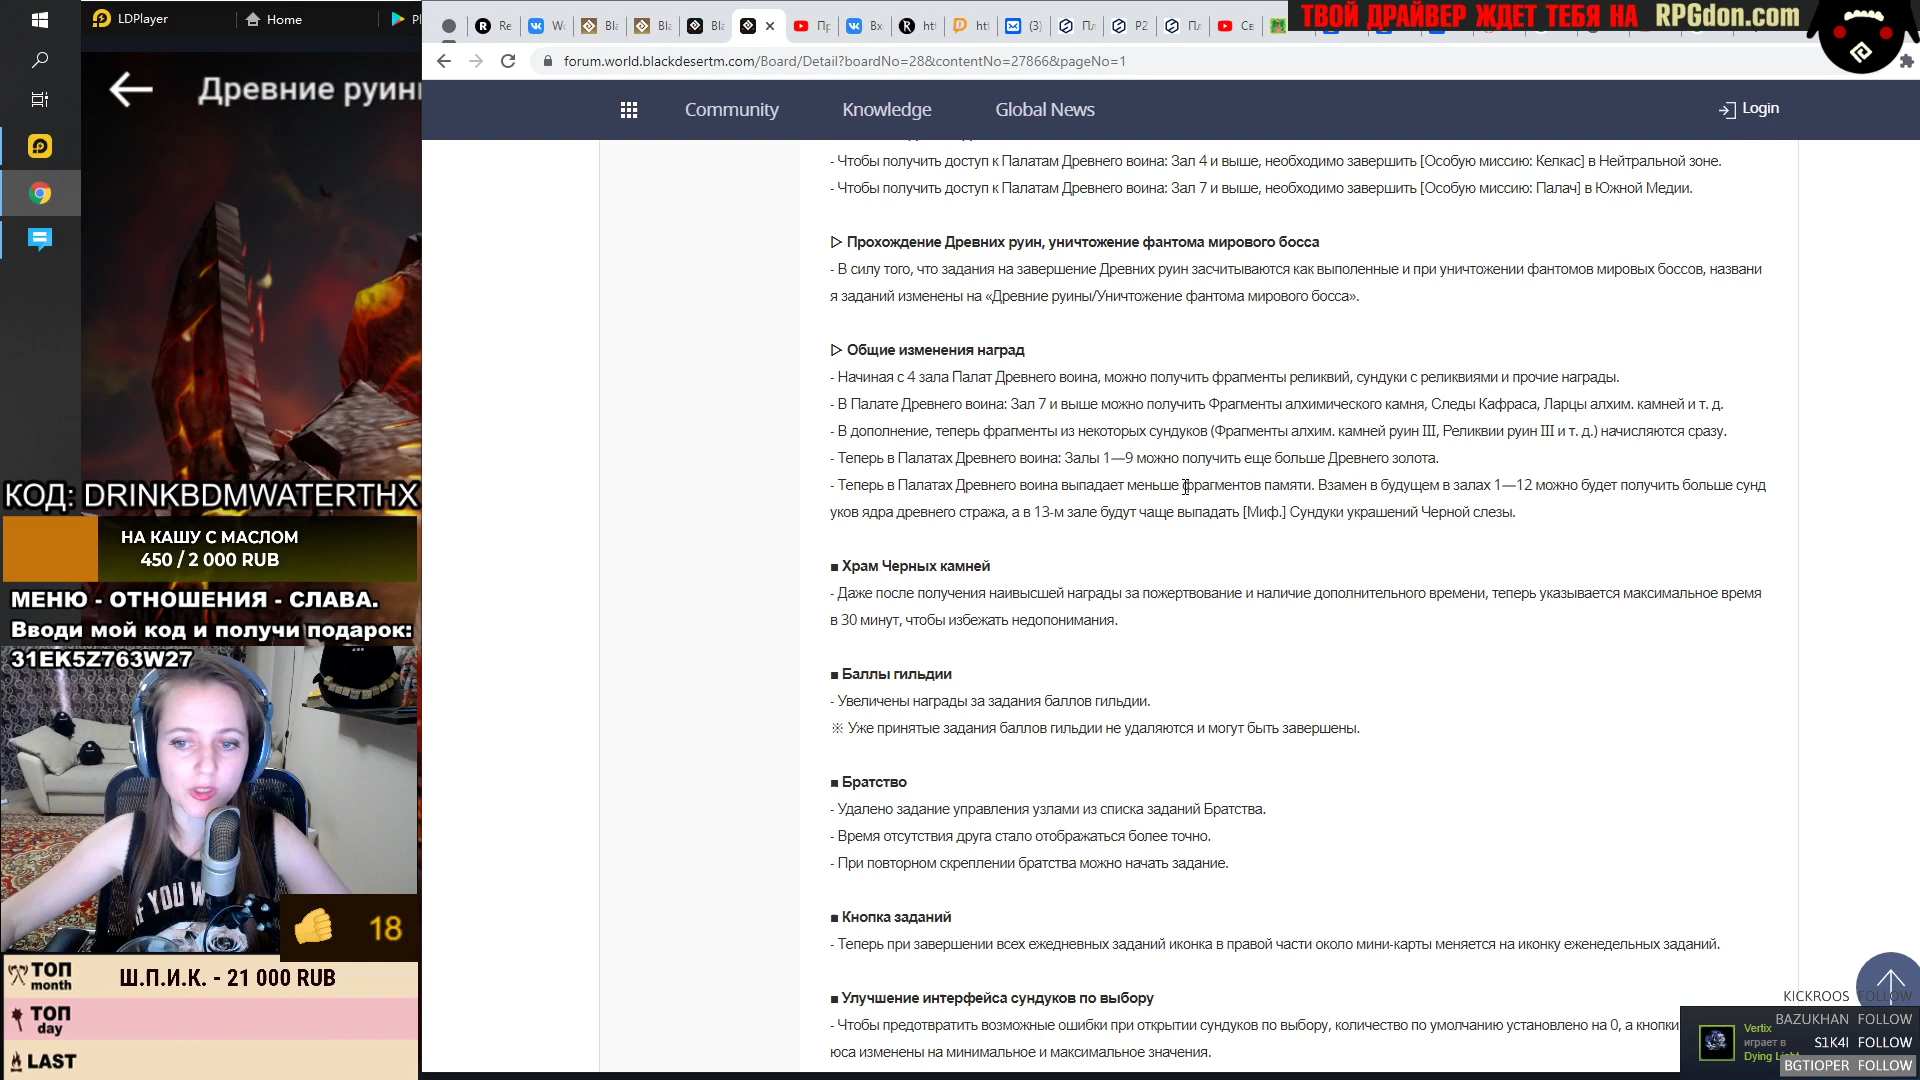 LDPlayer
Home
Древние руин
КОД: DRINKBDMWATERTHX
НА КАШУ С МАСЛОМ
450 / 2 000 RUB
МЕНЮ - ОТНОШЕНИЯ - СЛАВА.
Вводи мой код и получи подарок:
31EK5Z763W27
IF YOU W
18
ТОП month
Ш.П.И.К. - 21 000 RUB
ТОП day
LAST
ТВОЙ ДРАЙВЕР ЖДЕТ ТЕБЯ НА RPGdon.com
forum.world.blackdesertm.com/Board/Detail?boardNo=28&contentNo=27866&pageNo=1
Community Knowledge Global News Login
- Чтобы получить доступ к Палатам Древнего воина: Зал 4 и выше, необходимо завершить [Особую миссию: Келкас] в Нейтральной зоне.
- Чтобы получить доступ к Палатам Древнего воина: Зал 7 и выше, необходимо завершить [Особую миссию: Палач] в Южной Медии.
▷ Прохождение Древних руин, уничтожение фантома мирового босса
- В силу того, что задания на завершение Древних руин засчитываются как выполенные и при уничтожении фантомов мировых боссов, названи
я заданий изменены на «Древние руины/Уничтожение фантома мирового босса».
▷ Общие изменения наград
- Начиная с 4 зала Палат Древнего воина, можно получить фрагменты реликвий, сундуки с реликвиями и прочие награды.
- В Палате Древнего воина: Зал 7 и выше можно получить Фрагменты алхимического камня, Следы Кафраса, Ларцы алхим. камней и т. д.
- В дополнение, теперь фрагменты из некоторых сундуков (Фрагменты алхим. камней руин III, Реликвии руин III и т. д.) начисляются сразу.
- Теперь в Палатах Древнего воина: Залы 1—9 можно получить еще больше Древнего золота.
- Теперь в Палатах Древнего воина выпадает меньше фрагментов памяти. Взамен в будущем в залах 1—12 можно будет получить больше сунд
уков ядра древнего стража, а в 13-м зале будут чаще выпадать [Миф.] Сундуки украшений Черной слезы.
■ Храм Черных камней
- Даже после получения наивысшей награды за пожертвование и наличие дополнительного времени, теперь указывается максимальное время
в 30 минут, чтобы избежать недопонимания.
■ Баллы гильдии
- Увеличены награды за задания баллов гильдии.
※ Уже принятые задания баллов гильдии не удаляются и могут быть завершены.
■ Братство
- Удалено задание управления узлами из списка заданий Братства.
- Время отсутствия друга стало отображаться более точно.
- При повторном скреплении братства можно начать задание.
■ Кнопка заданий
- Теперь при завершении всех ежедневных заданий иконка в правой части около мини-карты меняется на иконку еженедельных заданий.
■ Улучшение интерфейса сундуков по выбору
- Чтобы предотвратить возможные ошибки при открытии сундуков по выбору, количество по умолчанию установлено на 0, а кнопки
юса изменены на минимальное и максимальное значения.
KICKROOS FOLLOW
BAZUKHAN FOLLOW
S1K4I FOLLOW
BGTIOPER FOLLOW
Vertix
играет в
Dying Light